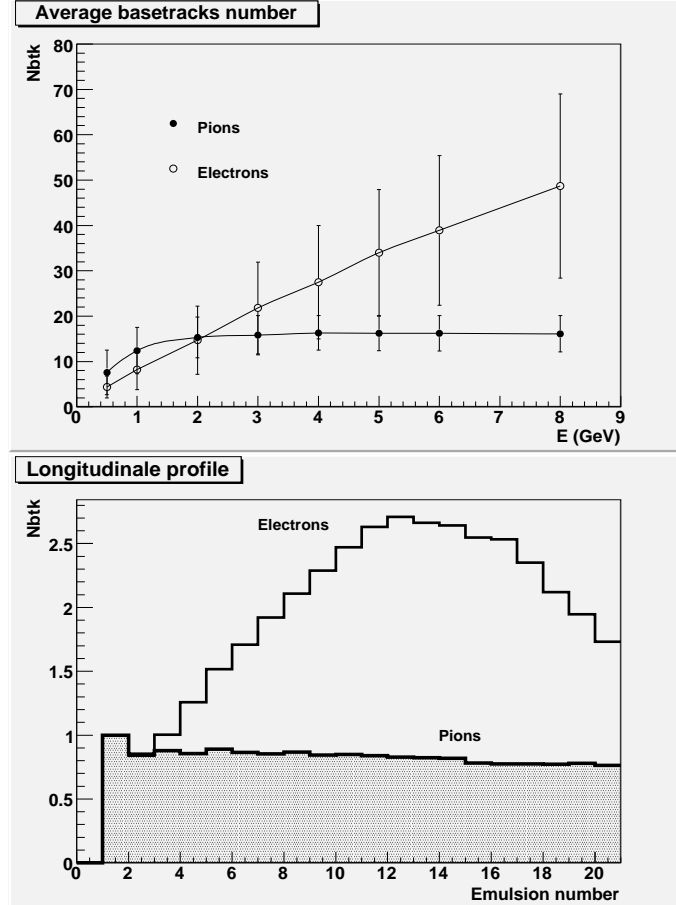 Average basetracks number
Nbtk
80
70
60
50
40
30
20
10
0
Pions
Electrons
0 1 2 3 4 5 6 7 8 9
E (GeV)
Longitudinale profile
Nbtk
2.5
2
1.5
1
0.5
0
Electrons
Pions
0 2 4 6 8 10 12 14 16 18 20
Emulsion number